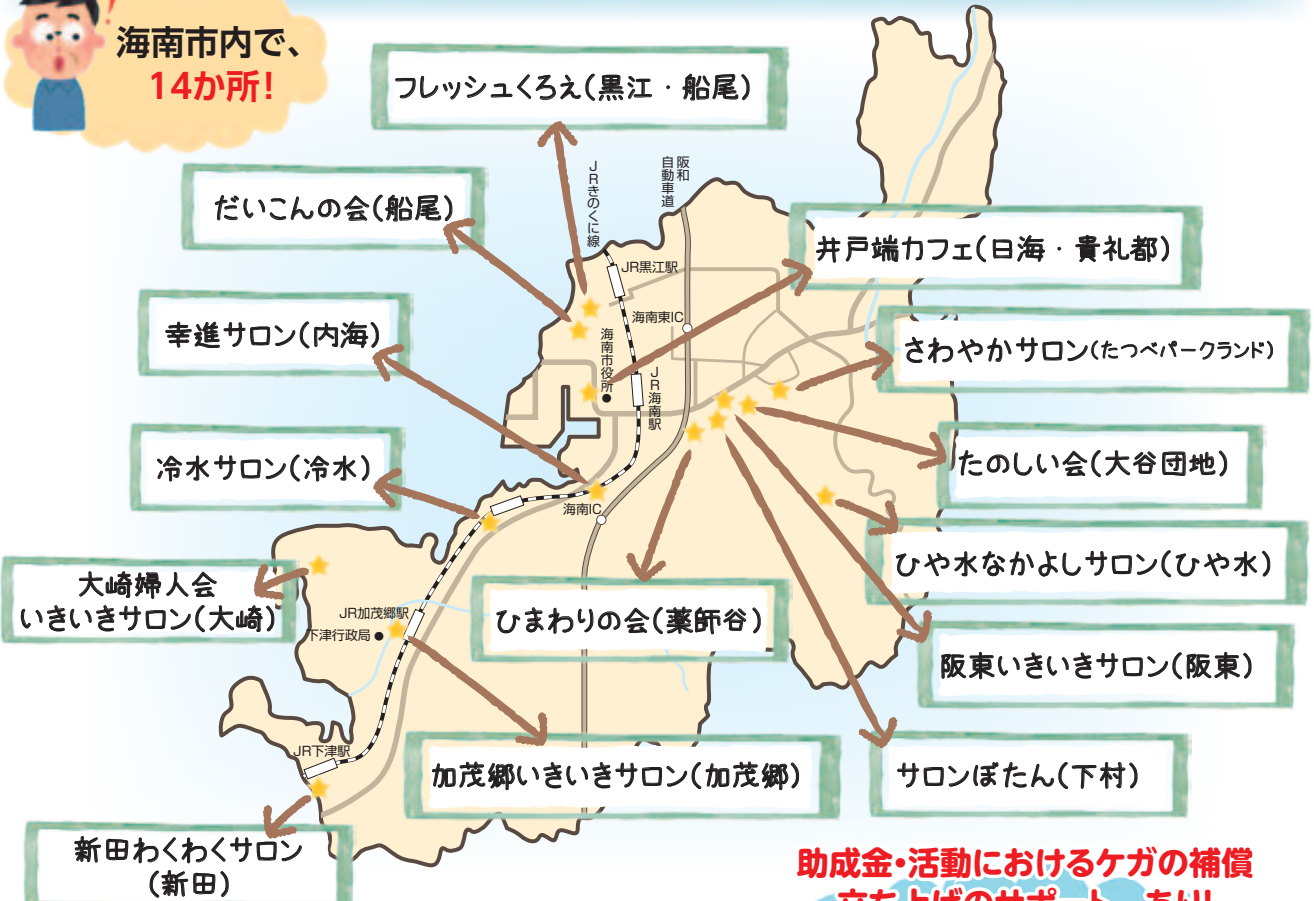 海南市内で、
14か所!
フレッシュくろえ(黒江・船尾)
だいこんの会(船尾)
幸進サロン(内海)
冷水サロン(冷水)
大崎婦人会
いきいきサロン(大崎)
新田わくわくサロン
(新田)
加茂郷いきいきサロン(加茂郷)
ひまわりの会(薬師谷)
井戸端カフェ(日海・貴礼都)
さわやかサロン(たつべパークランド)
たのしい会(大谷団地)
ひや水なかよしサロン(ひや水)
阪東いきいきサロン(阪東)
サロンぼたん(下村)
JRきのくに線
阪和
自動車道
JR黒江駅
海南東IC
海南市役所
JR海南駅
海南IC
JR加茂郷駅
下津行政局
JR下津駅
助成金・活動におけるケガの補償
立ち上げのサポート
あり!